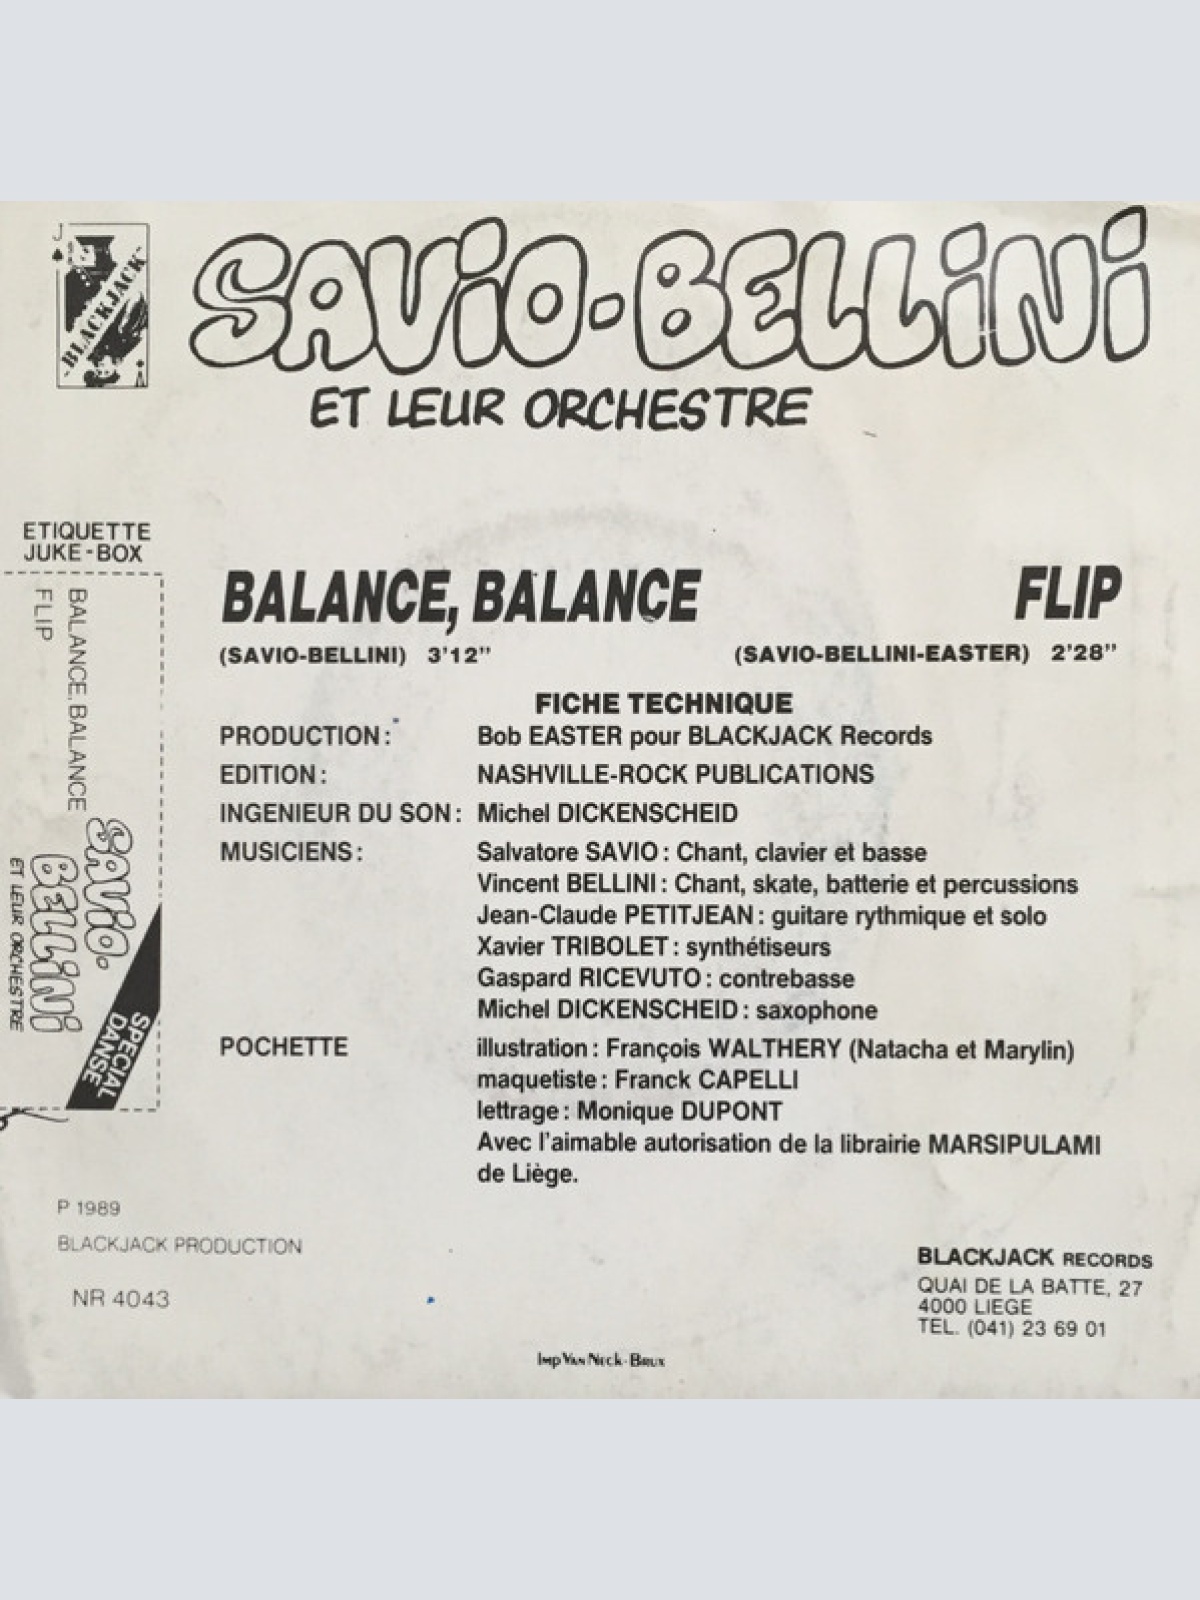 J
BLACKJACK
SAViO-BELLiNi
ET LEUR ORCHESTRE
ETIQUETTE
JUKE-BOX
BALANCE, BALANCE
FLIP
SAViO-
BELLiNi
ET LEUR ORCHESTRE
SPECIAL
DANSE
BALANCE, BALANCE
(SAVIO-BELLINI) 3'12"
FLIP
(SAVIO-BELLINI-EASTER) 2'28"
FICHE TECHNIQUE
PRODUCTION: Bob EASTER pour BLACKJACK Records
EDITION: NASHVILLE-ROCK PUBLICATIONS
INGENIEUR DU SON: Michel DICKENSCHEID
MUSICIENS: Salvatore SAVIO: Chant, clavier et basse
Vincent BELLINI: Chant, skate, batterie et percussions
Jean-Claude PETITJEAN: guitare rythmique et solo
Xavier TRIBOLET: synthétiseurs
Gaspard RICEVUTO: contrebasse
Michel DICKENSCHEID: saxophone
POCHETTE illustration: François WALTHERY (Natacha et Marylin)
maquetiste: Franck CAPELLI
lettrage: Monique DUPONT
Avec l'aimable autorisation de la librairie MARSIPULAMI
de Liège.
P 1989
BLACKJACK PRODUCTION
NR 4043
BLACKJACK RECORDS
QUAI DE LA BATTE, 27
4000 LIEGE
TEL. (041) 23 69 01
Imp Van Neck-Brux